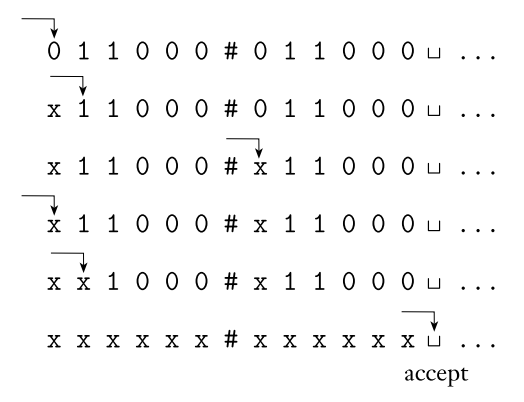 0 1 1 0 0 0 # 0 1 1 0 0 0 ␣ ...
x 1 1 0 0 0 # 0 1 1 0 0 0 ␣ ...
x 1 1 0 0 0 # x 1 1 0 0 0 ␣ ...
x 1 1 0 0 0 # x 1 1 0 0 0 ␣ ...
x x 1 0 0 0 # x 1 1 0 0 0 ␣ ...
x x x x x x # x x x x x x ␣ ...
accept